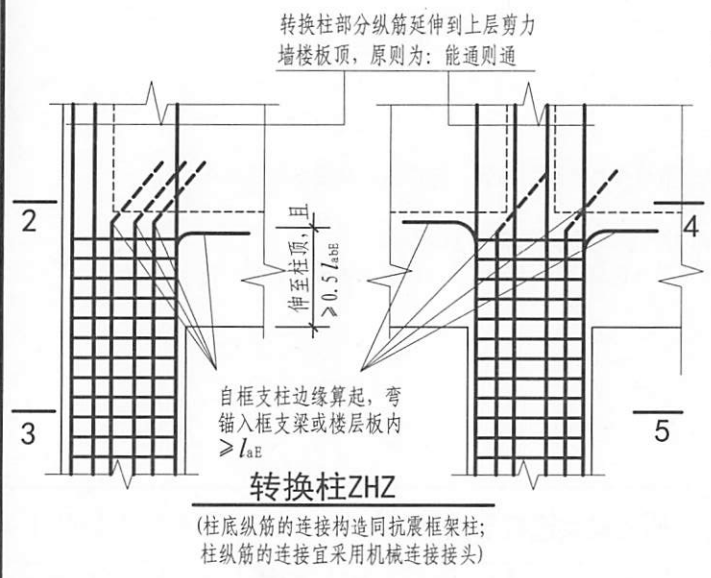 转换柱部分纵筋延伸到上层剪力
墙楼板顶，原则为：能通则通
2
4
伸至柱顶，且
≥0.5 labE
自框支柱边缘算起，弯
锚入框支梁或楼层板内
≥laE
3
5
转换柱ZHZ
(柱底纵筋的连接构造同抗震框架柱；
柱纵筋的连接宜采用机械连接接头)